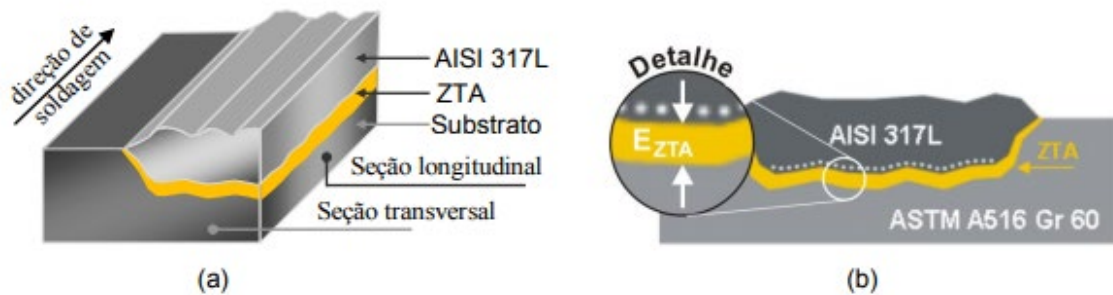 direção de
soldagem
AISI 317L
ZTA
Substrato
Seção longitudinal
Seção transversal
(a)
Detalhe
EZTA
AISI 317L
ZTA
ASTM A516 Gr 60
(b)